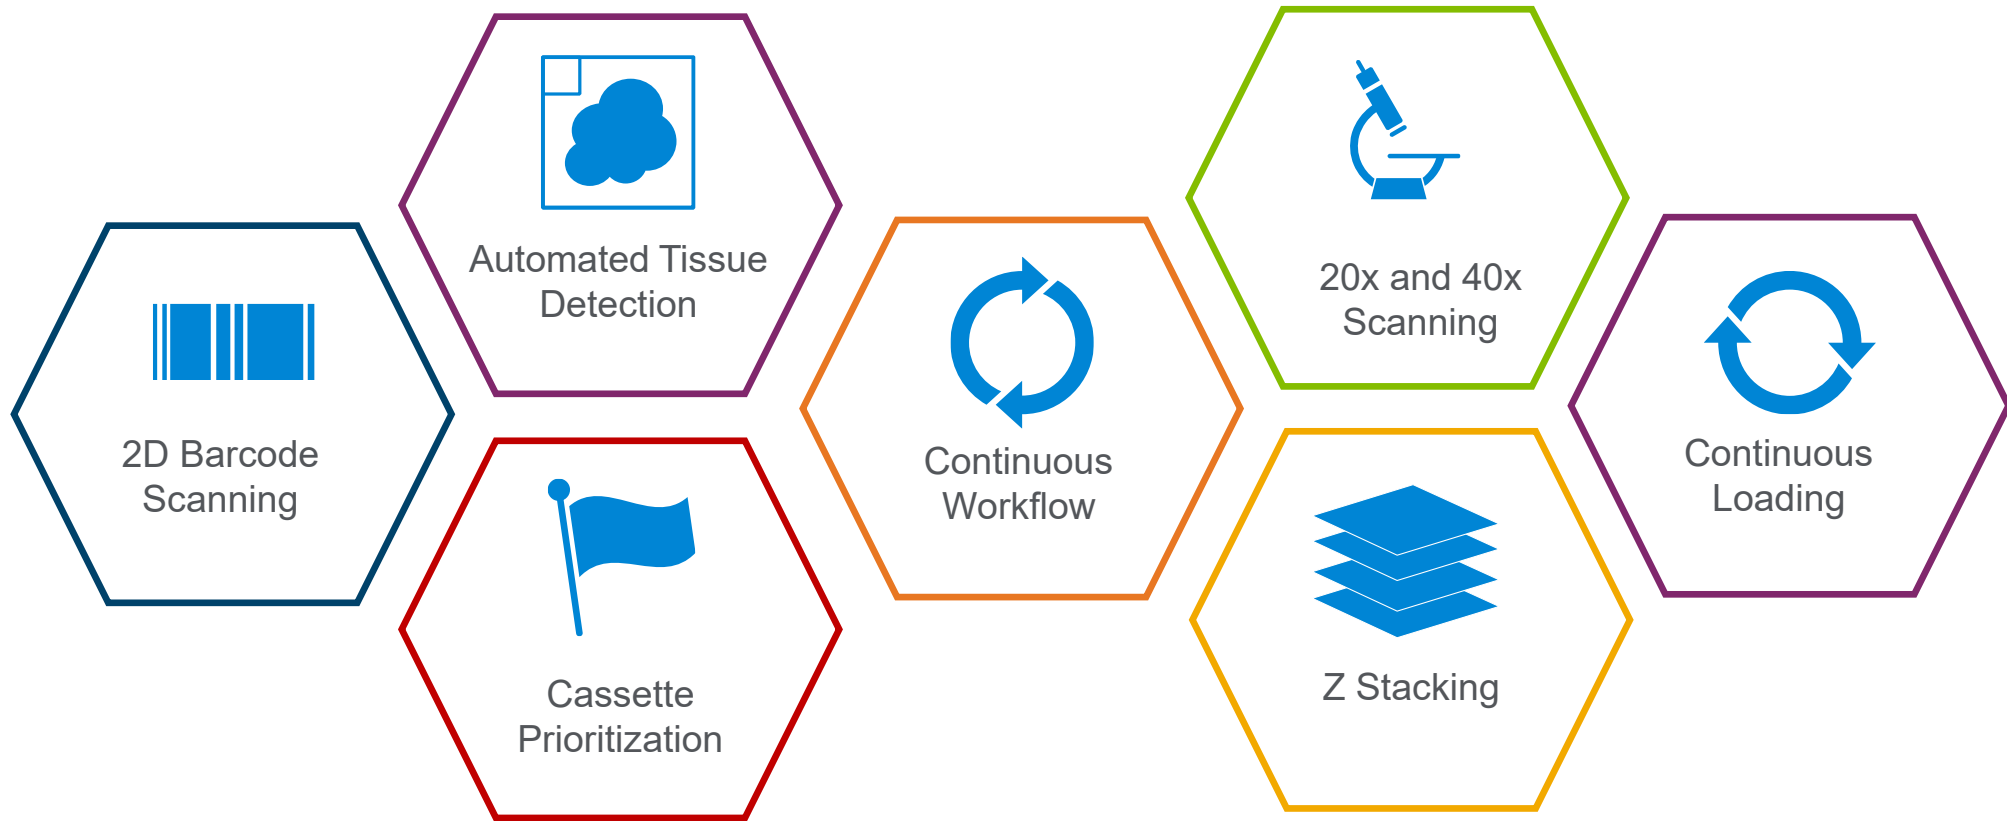 Automated Tissue
Detection
20x and 40x
Scanning
2D Barcode
Scanning
Continuous
Workflow
Continuous
Loading
Cassette
Prioritization
Z Stacking